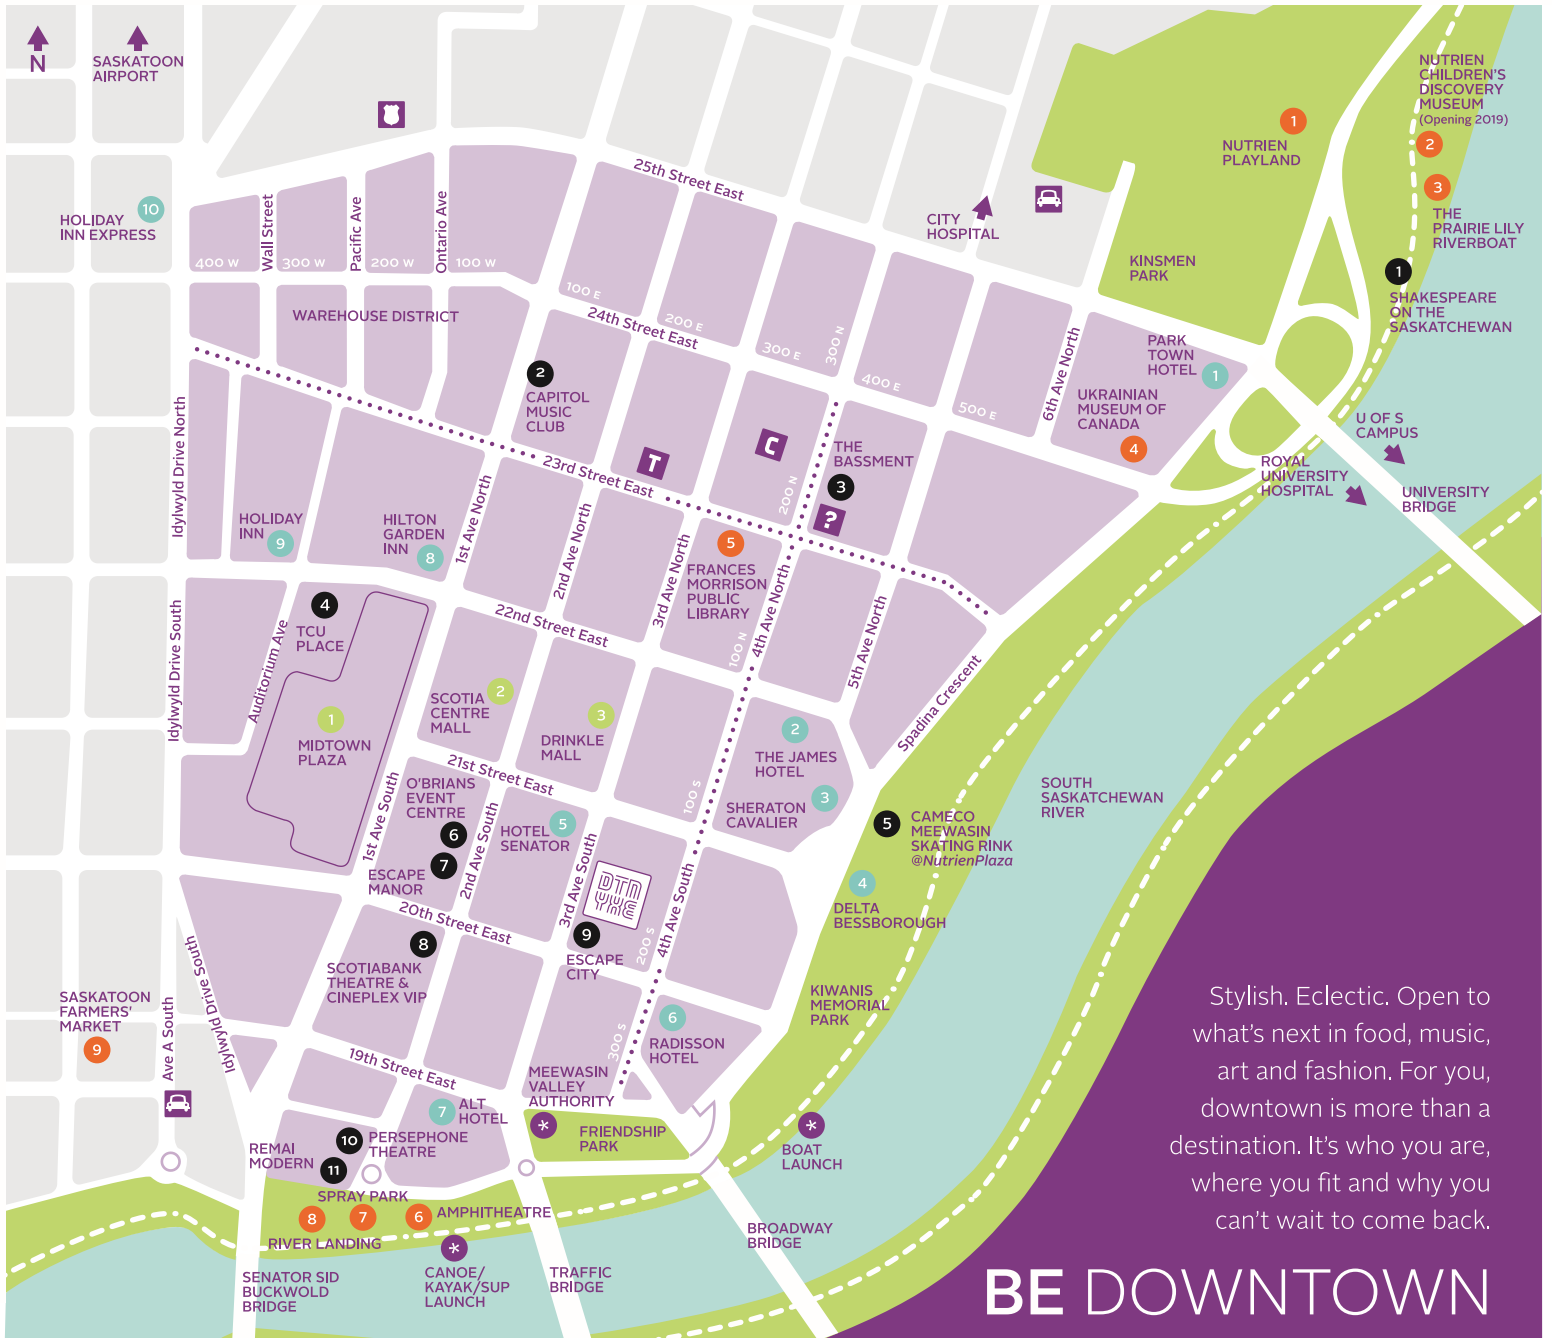 N
SASKATOON
AIRPORT
NUTRIEN
CHILDREN'S
DISCOVERY
MUSEUM
(Opening 2019)
2
1
NUTRIEN
PLAYLAND
3
THE
PRAIRIE LILY
RIVERBOAT
25th Street East
10
HOLIDAY
INN EXPRESS
Wall Street
Pacific Ave
Ontario Ave
400 W
300 W
200 W
100 W
CITY
HOSPITAL
KINSMEN
PARK
1
SHAKESPEARE
ON THE
SASKATCHEWAN
100 E
200 E
300 E
400 E
500 E
24th Street East
300 N
WAREHOUSE DISTRICT
6th Ave North
PARK
TOWN
HOTEL
1
UKRAINIAN
MUSEUM OF
CANADA
4
2
CAPITOL
MUSIC
CLUB
T
C
THE
BASSMENT
3
?
U OF S
CAMPUS
ROYAL
UNIVERSITY
HOSPITAL
UNIVERSITY
BRIDGE
Idylwyld Drive North
23rd Street East
200 N
HOLIDAY
INN
9
HILTON
GARDEN
INN
8
1st Ave North
2nd Ave North
3rd Ave North
4th Ave North
5th Ave North
5
FRANCES
MORRISON
PUBLIC
LIBRARY
100 N
4
TCU
PLACE
22nd Street East
Idylwyld Drive South
Auditorium Ave
Spadina Crescent
1
MIDTOWN
PLAZA
SCOTIA
CENTRE
MALL
2
3
DRINKLE
MALL
2
THE JAMES
HOTEL
3
SHERATON
CAVALIER
21st Street East
100 S
SOUTH
SASKATCHEWAN
RIVER
O'BRIANS
EVENT
CENTRE
6
7
ESCAPE
MANOR
1st Ave South
2nd Ave South
3rd Ave South
4th Ave South
HOTEL
SENATOR
5
5
CAMECO
MEEWASIN
SKATING RINK
@NutrienPlaza
4
DELTA
BESSBOROUGH
DTN
YXE
20th Street East
8
SCOTIABANK
THEATRE &
CINEPLEX VIP
9
ESCAPE
CITY
200 S
KIWANIS
MEMORIAL
PARK
SASKATOON
FARMERS'
MARKET
9
Ave A South
Idylwyld Drive South
6
RADISSON
HOTEL
300 S
19th Street East
MEEWASIN
VALLEY
AUTHORITY
*
7
ALT
HOTEL
FRIENDSHIP
PARK
*
BOAT
LAUNCH
10
PERSEPHONE
THEATRE
REMAI
MODERN
11
SPRAY PARK
8
7
6
AMPHITHEATRE
RIVER LANDING
*
CANOE/
KAYAK/SUP
LAUNCH
SENATOR SID
BUCKWOLD
BRIDGE
TRAFFIC
BRIDGE
BROADWAY
BRIDGE
Stylish. Eclectic. Open to
what's next in food, music,
art and fashion. For you,
downtown is more than a
destination. It's who you are,
where you fit and why you
can't wait to come back.
BE DOWNTOWN